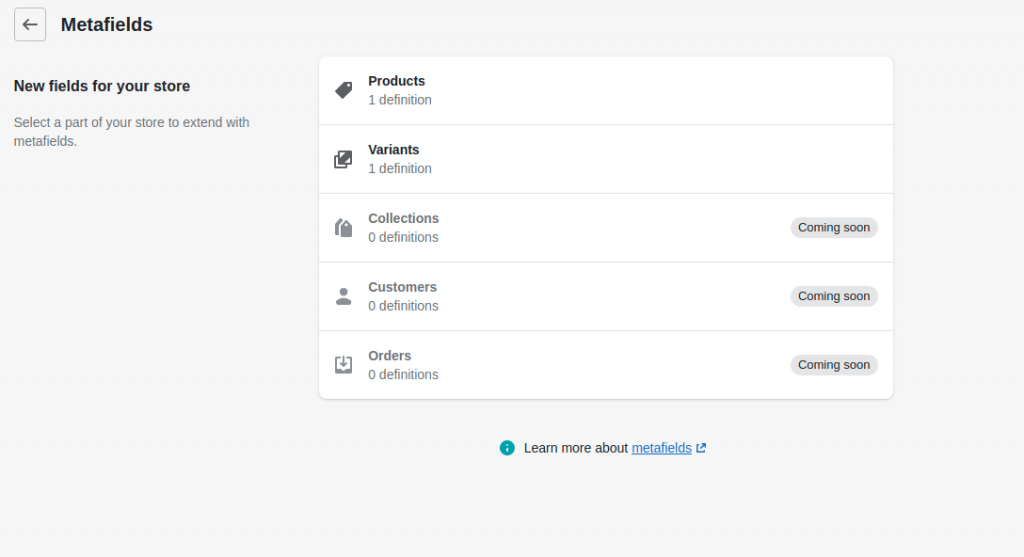 Metafields
New fields for your store
Select a part of your store to extend with
metafields.
Products
1 definition
Variants
1 definition
Collections
0 definitions
Coming soon
Customers
0 definitions
Coming soon
Orders
0 definitions
Coming soon
Learn more about metafields